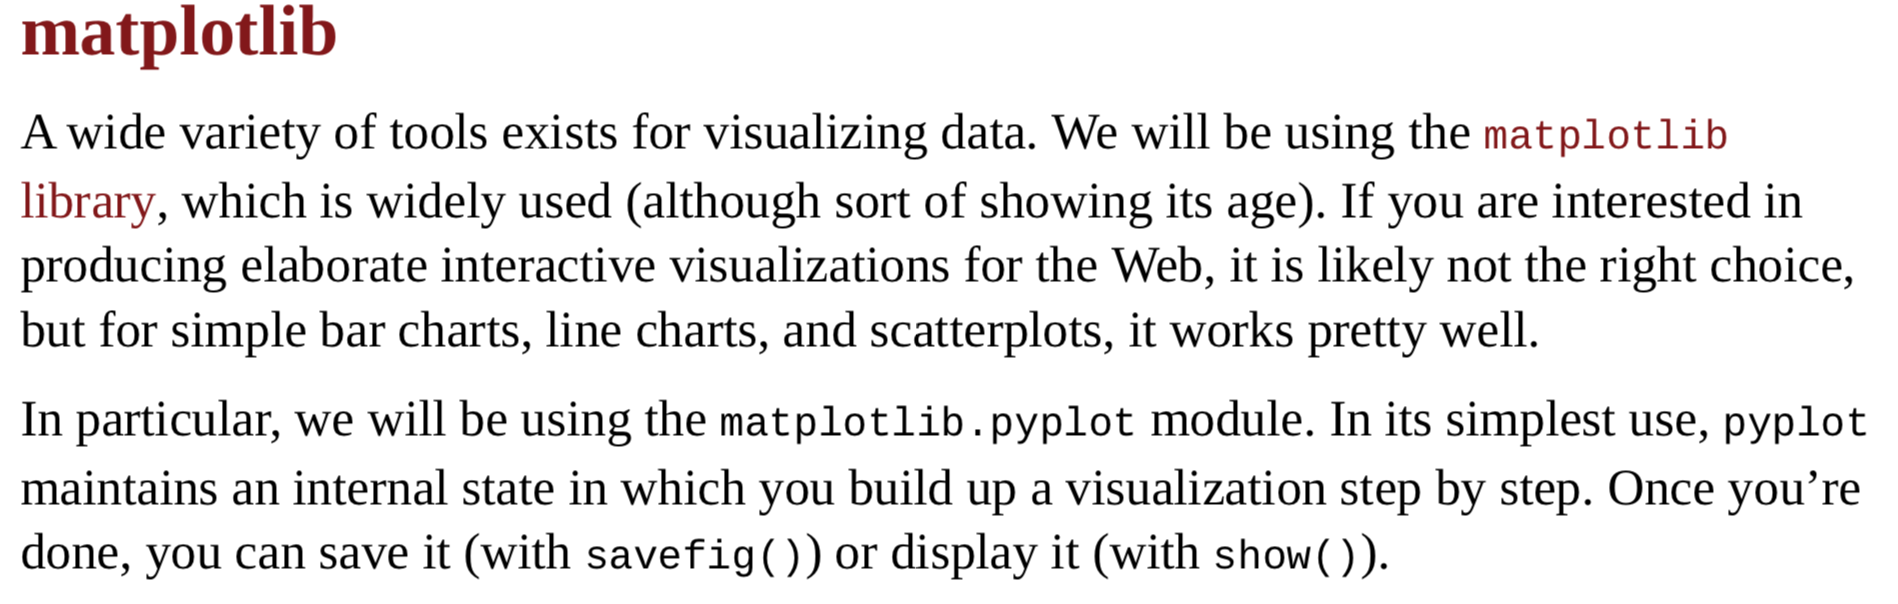 matplotlib
A wide variety of tools exists for visualizing data. We will be using the matplotlib
library, which is widely used (although sort of showing its age). If you are interested in
producing elaborate interactive visualizations for the Web, it is likely not the right choice,
but for simple bar charts, line charts, and scatterplots, it works pretty well.
In particular, we will be using the matplotlib.pyplot module. In its simplest use, pyplot
maintains an internal state in which you build up a visualization step by step. Once you’re
done, you can save it (with savefig()) or display it (with show()).